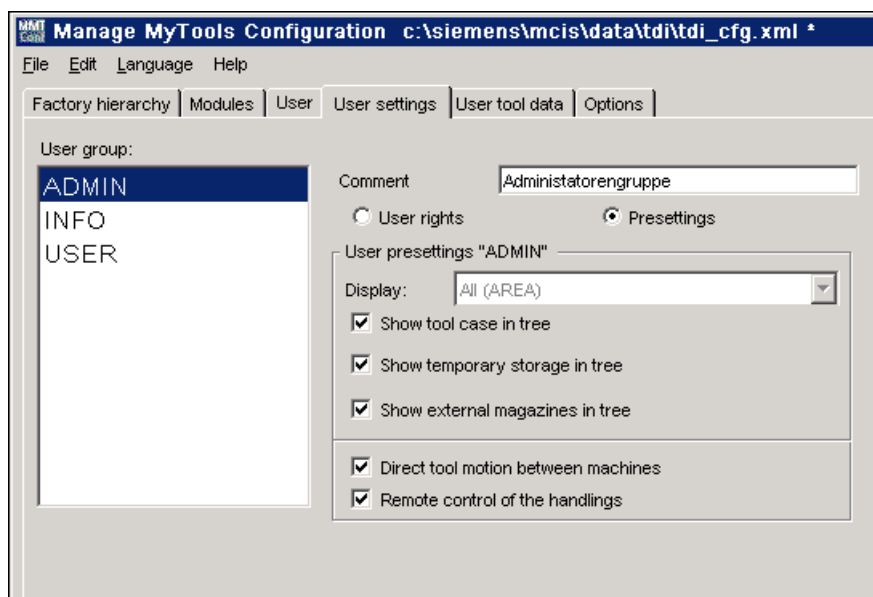 MMT Conf Manage MyTools Configuration c:\siemens\mcis\data\tdi\tdi_cfg.xml *
File Edit Language Help
Factory hierarchy Modules User User settings User tool data Options
User group:
ADMIN
INFO
USER
Comment Administatorengruppe
User rights Presettings
User presettings "ADMIN"
Display: All (AREA)
Show tool case in tree
Show temporary storage in tree
Show external magazines in tree
Direct tool motion between machines
Remote control of the handlings